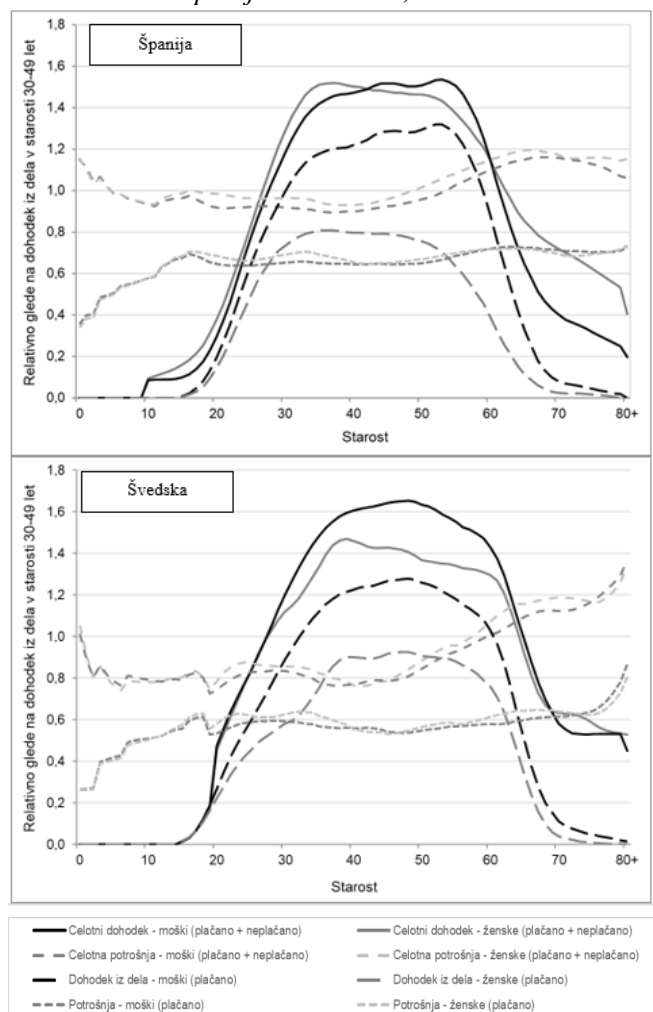 Španija
Relativno glede na dohodek iz dela v starosti 30-49 let
1,8
1,6
1,4
1,2
1,0
0,8
0,6
0,4
0,2
0,0
0 10 20 30 40 50 60 70 80+
Starost
Švedska
Relativno glede na dohodek iz dela v starosti 30-49 let
1,8
1,6
1,4
1,2
1,0
0,8
0,6
0,4
0,2
0,0
0 10 20 30 40 50 60 70 80+
Starost
Celotni dohodek - moški (plačano + neplačano) Celotni dohodek - ženske (plačano + neplačano)
Celotna potrošnja - moški (plačano + neplačano) Celotna potrošnja - ženske (plačano + neplačano)
Dohodek iz dela - moški (plačano) Dohodek iz dela - ženske (plačano)
Potrošnja - moški (plačano) Potrošnja - ženske (plačano)